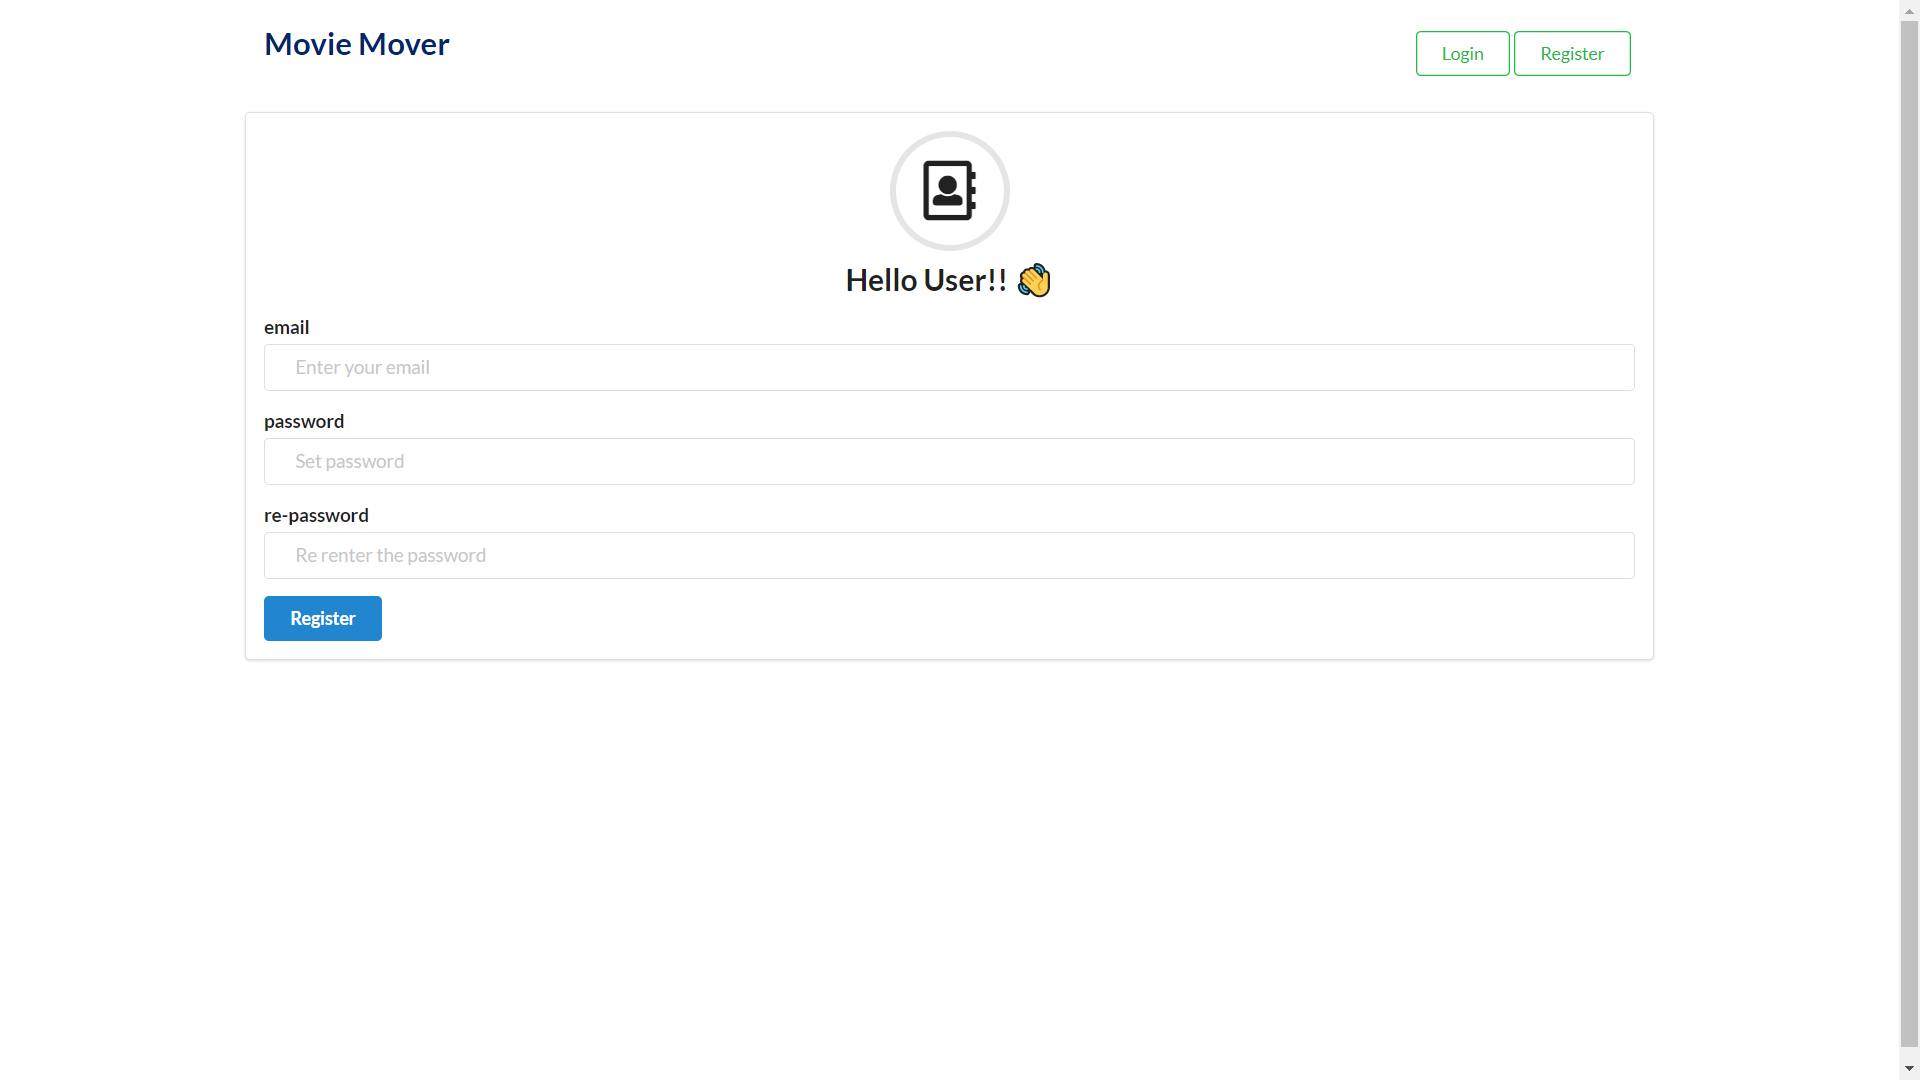 Movie Mover
Login
Register
Hello User!! 👋
email
Enter your email
password
Set password
re-password
Re renter the password
Register